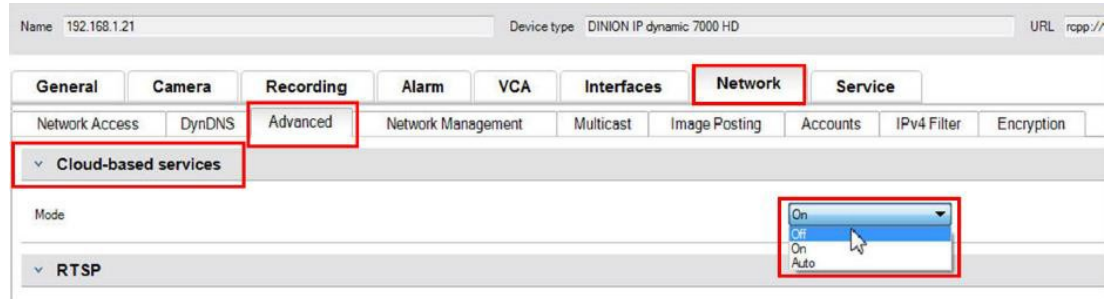 Name 192.168.1.21 Device type DINION IP dynamic 7000 HD URL rcpp://
General Camera Recording Alarm VCA Interfaces Network Service
Network Access DynDNS Advanced Network Management Multicast Image Posting Accounts IPv4 Filter Encryption
Cloud-based services
Mode On
Off
On
Auto
RTSP